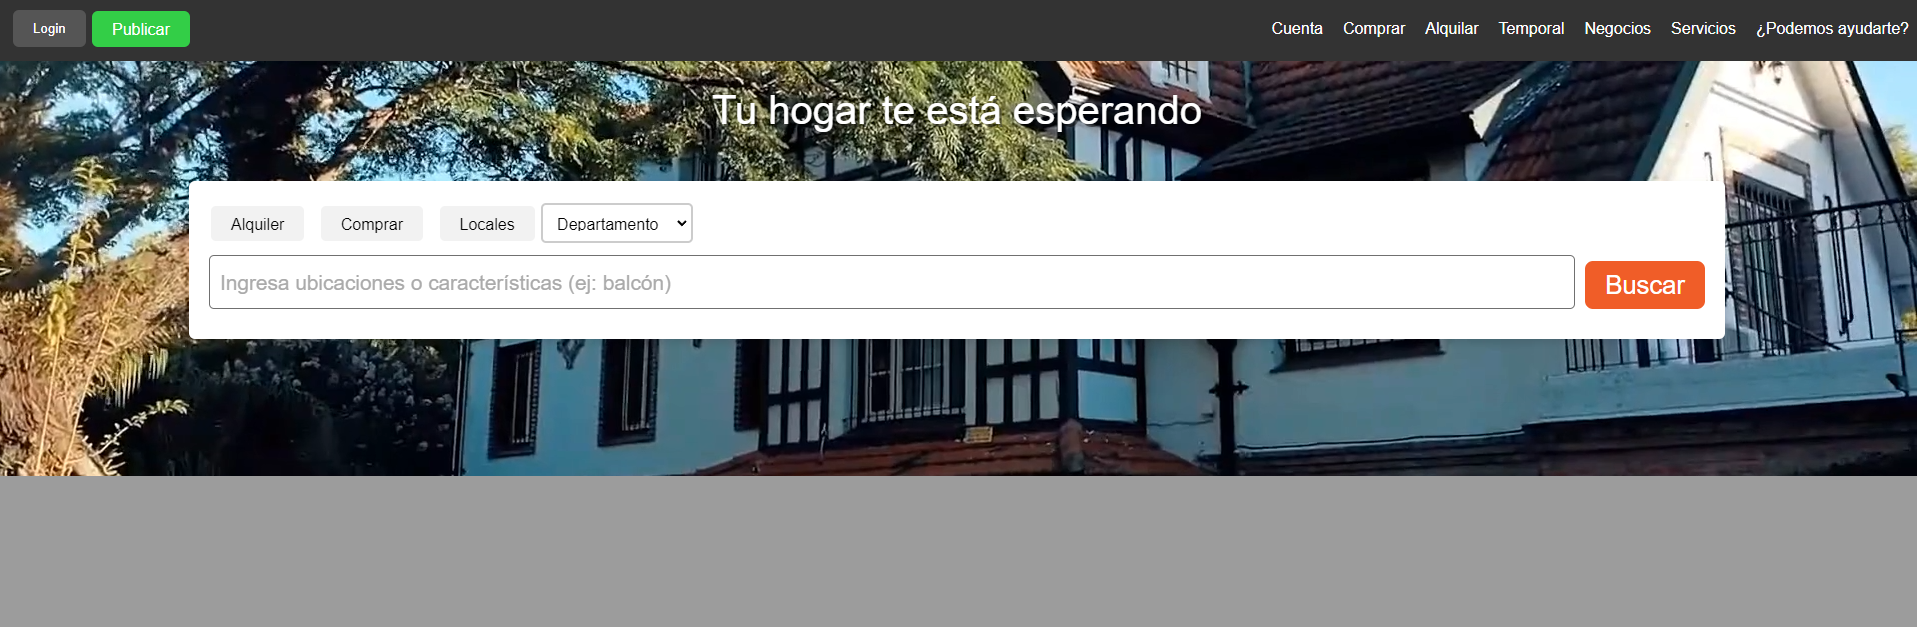 Login Publicar Cuenta Comprar Alquilar Temporal Negocios Servicios ¿Podemos ayudarte?
Tu hogar te está esperando
Alquiler Comprar Locales Departamento
Ingresa ubicaciones o características (ej: balcón) Buscar